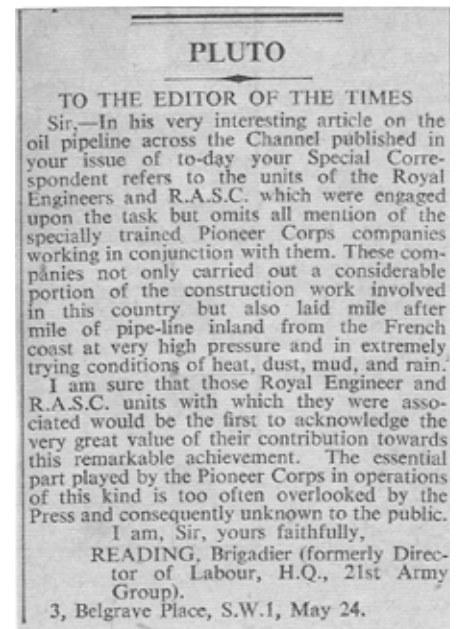 PLUTO
TO THE EDITOR OF THE TIMES
Sir,—In his very interesting article on the
oil pipeline across the Channel published in
your issue of to-day your Special Corre-
spondent refers to the units of the Royal
Engineers and R.A.S.C. which were engaged
upon the task but omits all mention of the
specially trained Pioneer Corps companies
working in conjunction with them. These com-
panies not only carried out a considerable
portion of the construction work involved
in this country but also laid mile after
mile of pipe-line inland from the French
coast at very high pressure and in extremely
trying conditions of heat, dust, mud, and rain.
I am sure that those Royal Engineer and
R.A.S.C. units with which they were asso-
ciated would be the first to acknowledge the
very great value of their contribution towards
this remarkable achievement. The essential
part played by the Pioneer Corps in operations
of this kind is too often overlooked by the
Press and consequently unknown to the public.
I am, Sir, yours faithfully,
READING, Brigadier (formerly Direc-
tor of Labour, H.Q., 21st Army
Group).
3, Belgrave Place, S.W.1, May 24.